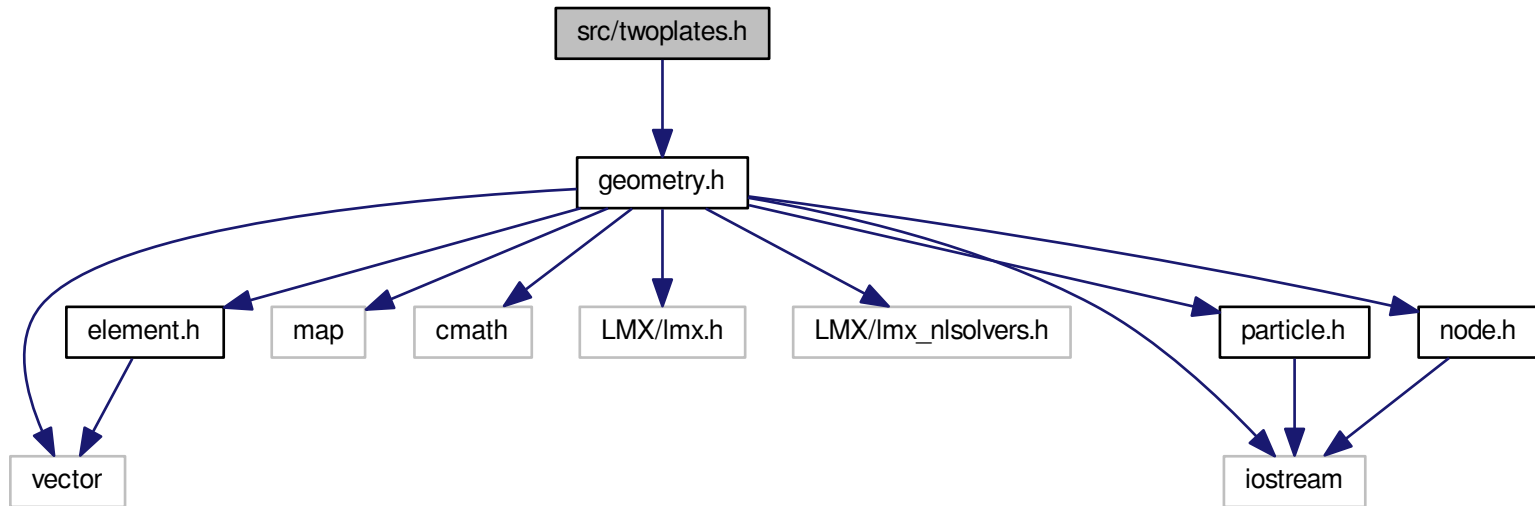 src/twoplates.h
geometry.h
element.h
map
cmath
LMX/lmx.h
LMX/lmx_nlsolvers.h
particle.h
node.h
vector
iostream